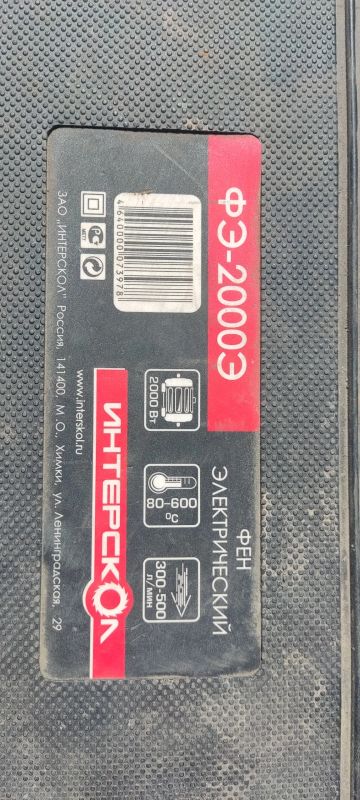 ФЭ-2000Э
ФЕН
ЭЛЕКТРИЧЕСКИЙ
2000 Вт
80-600
°C
300-500
л/мин
4640000073978
ИНТЕРСКОЛ
www.interskol.ru
ЗАО „ИНТЕРСКОЛ" Россия, 141400, М.О., Химки, ул. Ленинградская, 29